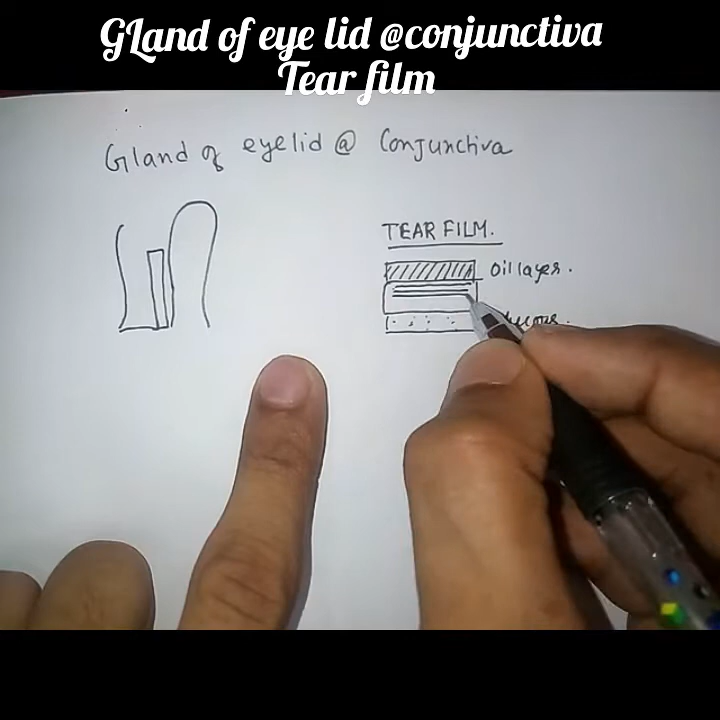 GLand of eye lid @conjunctiva
Tear film
Gland of eyelid @ Conjunctiva
TEAR FILM.
Oil layer.